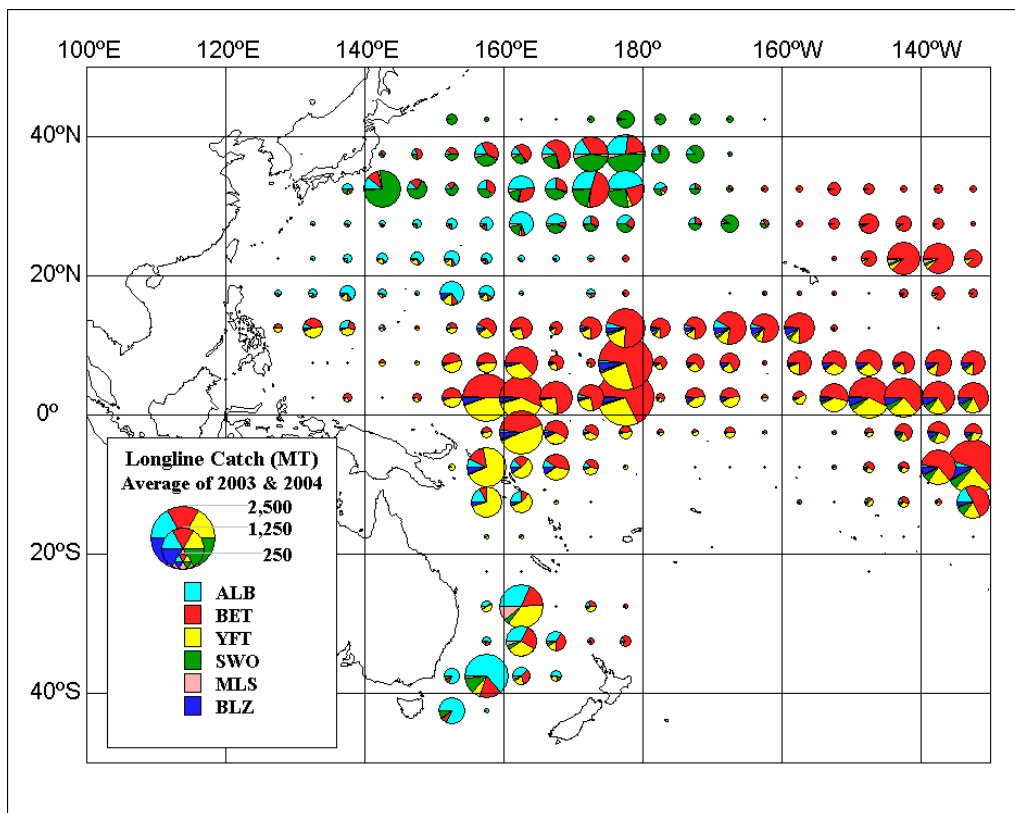 100ºE 120ºE 140ºE 160ºE 180º 160ºW 140ºW
40ºN
20ºN
0º
Longline Catch (MT)
Average of 2003 & 2004
2,500
1,250
250
20ºS
ALB
BET
YFT
SWO
MLS
40ºS
BLZ